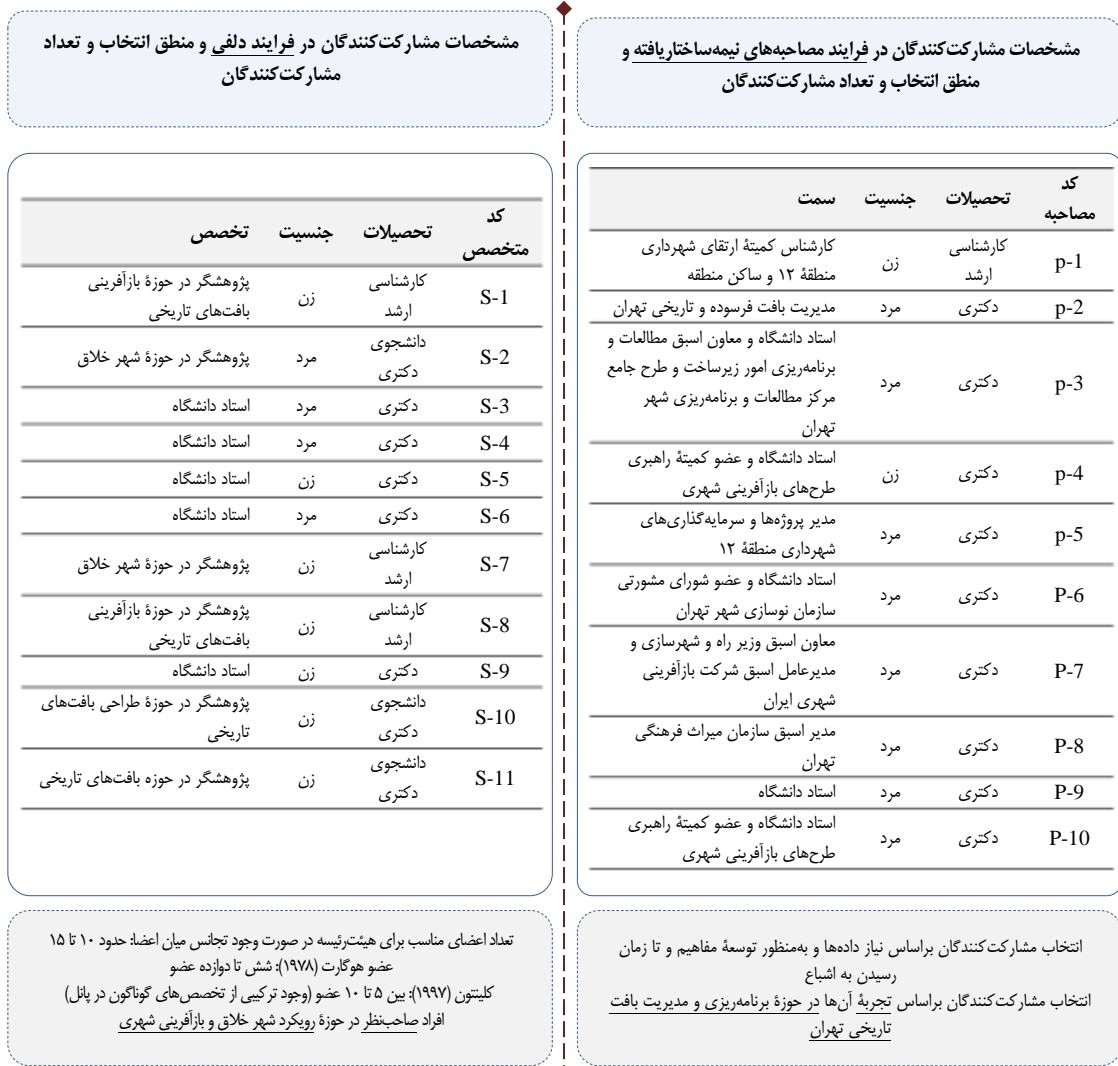 مشخصات مشارکت‌کنندگان در فرایند مصاحبه‌های نیمه‌ساختاریافته و
منطق انتخاب و تعداد مشارکت‌کنندگان
کد مصاحبه تحصیلات جنسیت سمت
p-1 کارشناسی ارشد زن کارشناس کمیتۀ ارتقای شهرداری
منطقۀ ۱۲ و ساکن منطقه
p-2 دکتری مرد مدیریت بافت فرسوده و تاریخی تهران
p-3 دکتری مرد استاد دانشگاه و معاون اسبق مطالعات و
برنامه‌ریزی امور زیرساخت و طرح جامع
مرکز مطالعات و برنامه‌ریزی شهر
تهران
p-4 دکتری زن استاد دانشگاه و عضو کمیتۀ راهبری
طرح‌های بازآفرینی شهری
p-5 دکتری مرد مدیر پروژه‌ها و سرمایه‌گذاری‌های
شهرداری منطقۀ ۱۲
P-6 دکتری مرد استاد دانشگاه و عضو شورای مشورتی
سازمان نوسازی شهر تهران
P-7 دکتری مرد معاون اسبق وزیر راه و شهرسازی و
مدیرعامل اسبق شرکت بازآفرینی
شهری ایران
P-8 دکتری مرد مدیر اسبق سازمان میراث فرهنگی
تهران
P-9 دکتری مرد استاد دانشگاه
P-10 دکتری مرد استاد دانشگاه و عضو کمیتۀ راهبری
طرح‌های بازآفرینی شهری
انتخاب مشارکت‌کنندگان براساس نیاز داده‌ها و به‌منظور توسعۀ مفاهیم و تا زمان
رسیدن به اشباع
انتخاب مشارکت‌کنندگان براساس تجربۀ آن‌ها در حوزۀ برنامه‌ریزی و مدیریت بافت
تاریخی تهران
مشخصات مشارکت‌کنندگان در فرایند دلفی و منطق انتخاب و تعداد
مشارکت‌کنندگان
کد متخصص تحصیلات جنسیت تخصص
S-1 کارشناسی ارشد زن پژوهشگر در حوزۀ بازآفرینی
بافت‌های تاریخی
S-2 دانشجوی دکتری مرد پژوهشگر در حوزۀ شهر خلاق
S-3 دکتری مرد استاد دانشگاه
S-4 دکتری مرد استاد دانشگاه
S-5 دکتری زن استاد دانشگاه
S-6 دکتری مرد استاد دانشگاه
S-7 کارشناسی ارشد زن پژوهشگر در حوزۀ شهر خلاق
S-8 کارشناسی ارشد زن پژوهشگر در حوزۀ بازآفرینی
بافت‌های تاریخی
S-9 دکتری زن استاد دانشگاه
S-10 دانشجوی دکتری زن پژوهشگر در حوزۀ طراحی بافت‌های
تاریخی
S-11 دانشجوی دکتری زن پژوهشگر در حوزه بافت‌های تاریخی
تعداد اعضای مناسب برای هیئت‌رئیسه در صورت وجود تجانس میان اعضا: حدود ۱۰ تا ۱۵
عضو هوگارت (۱۹۷۸): شش تا دوازده عضو
کلینتون (۱۹۹۷): بین ۵ تا ۱۰ عضو (وجود ترکیبی از تخصص‌های گوناگون در پانل)
افراد صاحب‌نظر در حوزۀ رویکرد شهر خلاق و بازآفرینی شهری